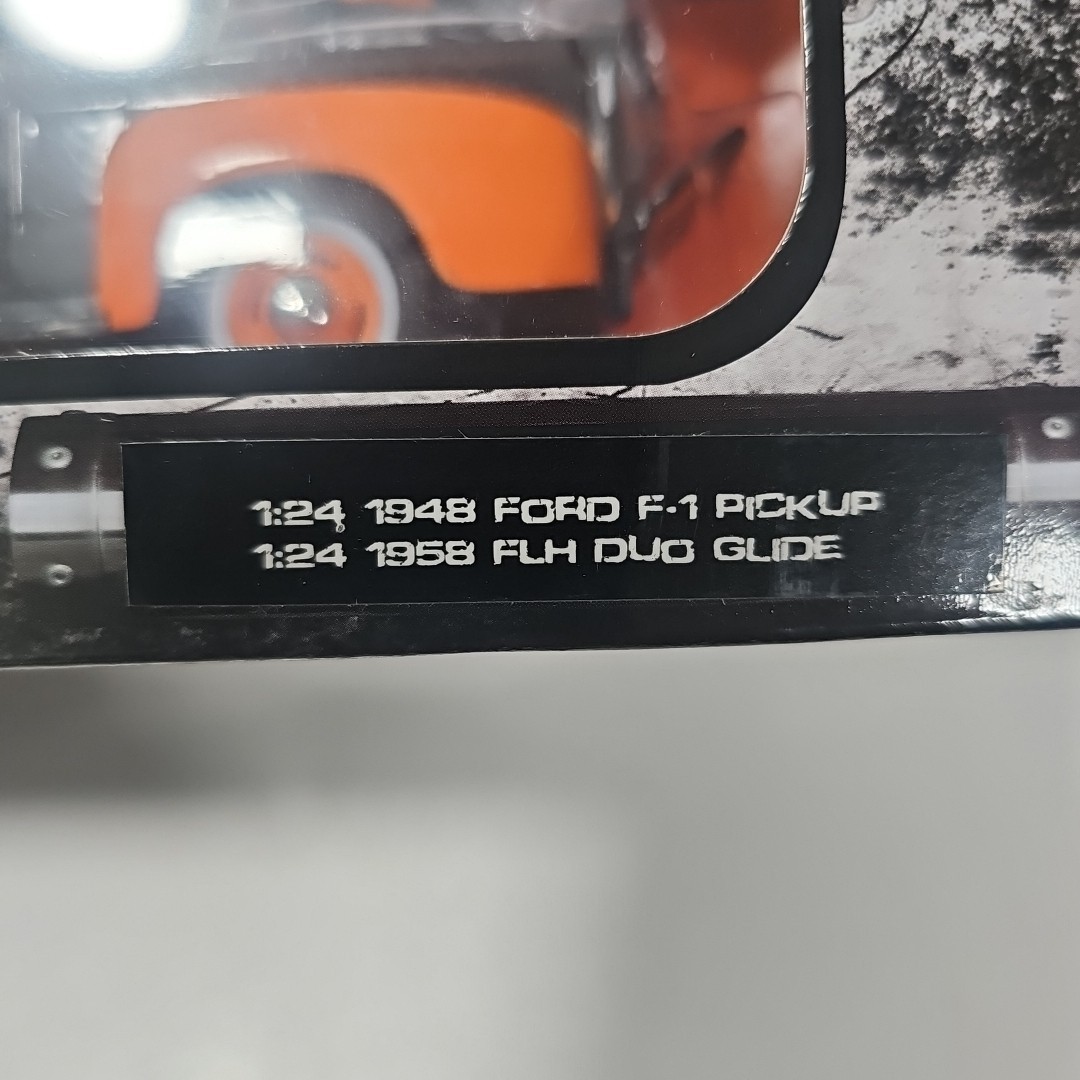 1:24 1948 FORD F-1 PICKUP
1:24 1958 FLH DUO GLIDE